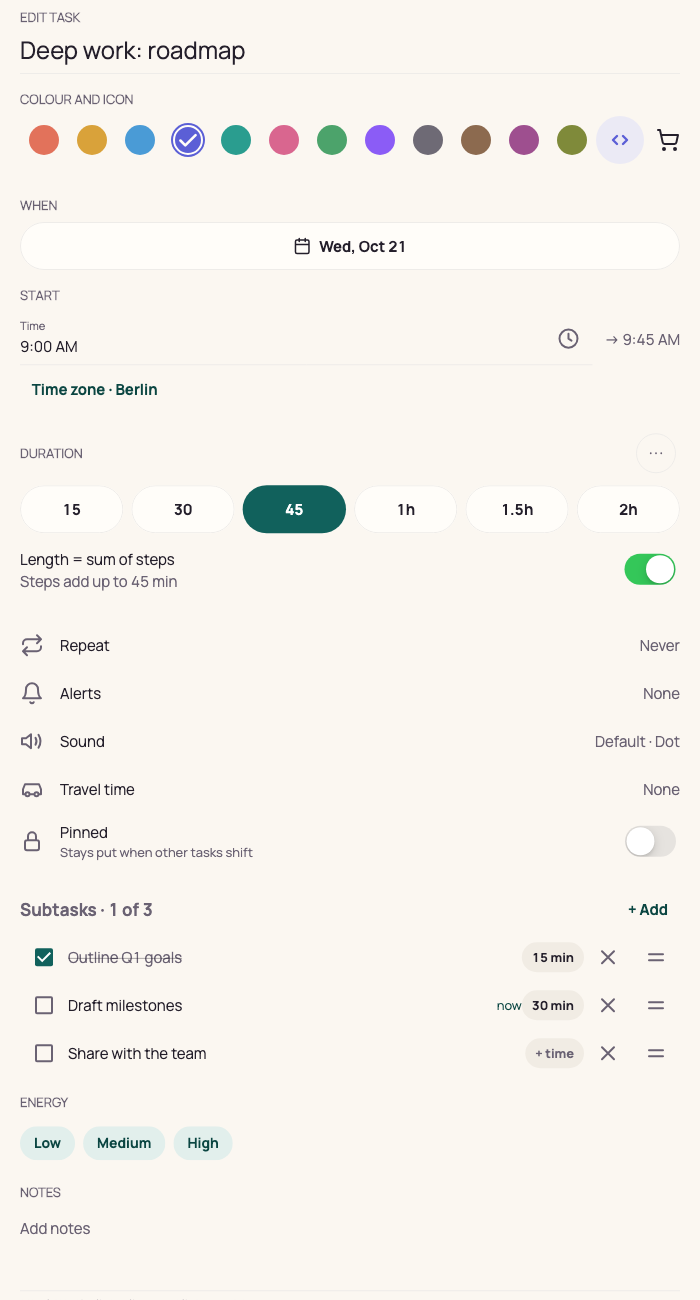 EDIT TASK
Deep work: roadmap
COLOUR AND ICON
WHEN
Wed, Oct 21
START
Time
9:00 AM
→ 9:45 AM
Time zone · Berlin
DURATION
15 30 45 1h 1.5h 2h
Length = sum of steps
Steps add up to 45 min
Repeat Never
Alerts None
Sound Default · Dot
Travel time None
Pinned
Stays put when other tasks shift
Subtasks · 1 of 3 + Add
Outline Q1 goals 15 min
Draft milestones now 30 min
Share with the team + time
ENERGY
Low Medium High
NOTES
Add notes